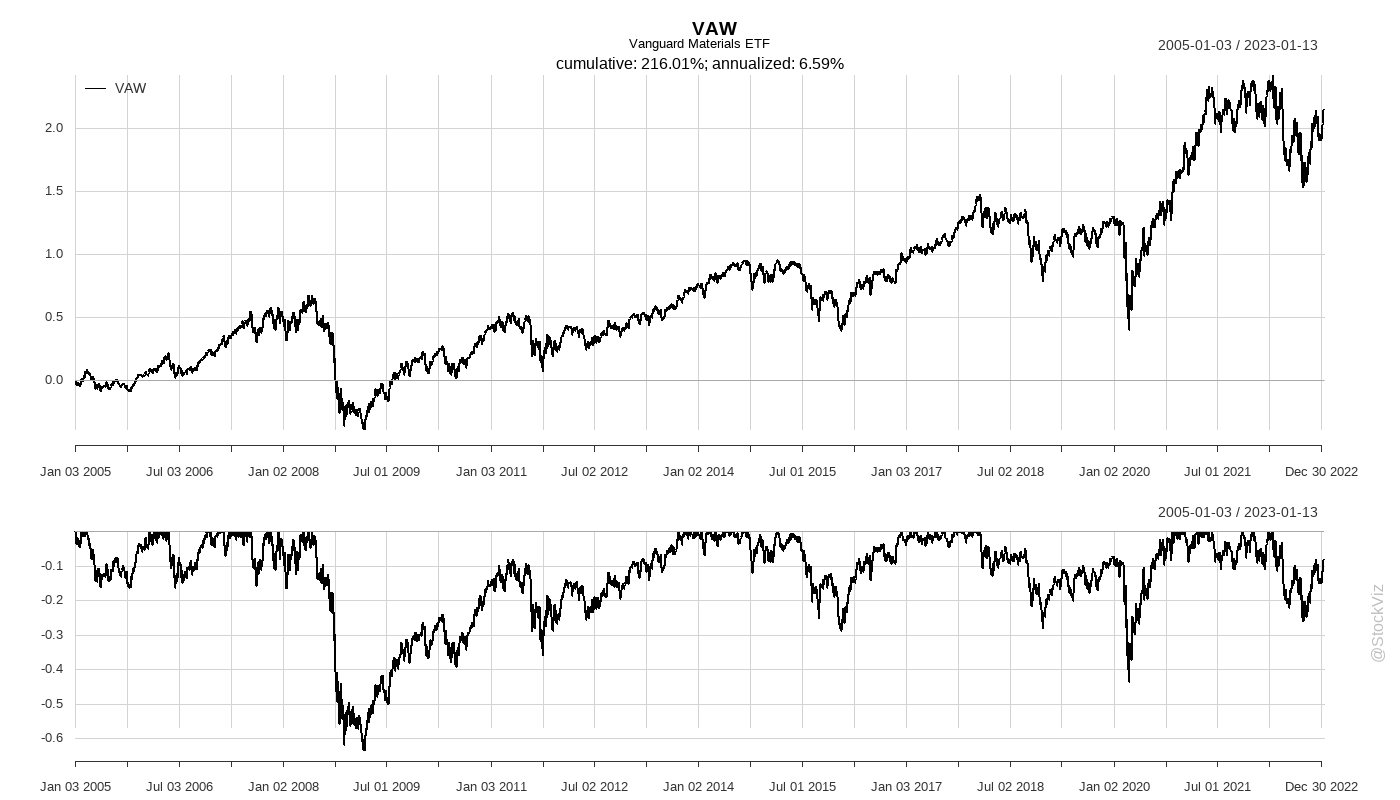 VAW
Vanguard Materials ETF
2005-01-03 / 2023-01-13
cumulative: 216.01%; annualized: 6.59%
VAW
2.0
1.5
1.0
0.5
0.0
Jan 03 2005 Jul 03 2006 Jan 02 2008 Jul 01 2009 Jan 03 2011 Jul 02 2012 Jan 02 2014 Jul 01 2015 Jan 03 2017 Jul 02 2018 Jan 02 2020 Jul 01 2021 Dec 30 2022
2005-01-03 / 2023-01-13
-0.1
-0.2
-0.3
-0.4
-0.5
-0.6
Jan 03 2005 Jul 03 2006 Jan 02 2008 Jul 01 2009 Jan 03 2011 Jul 02 2012 Jan 02 2014 Jul 01 2015 Jan 03 2017 Jul 02 2018 Jan 02 2020 Jul 01 2021 Dec 30 2022
@StockViz